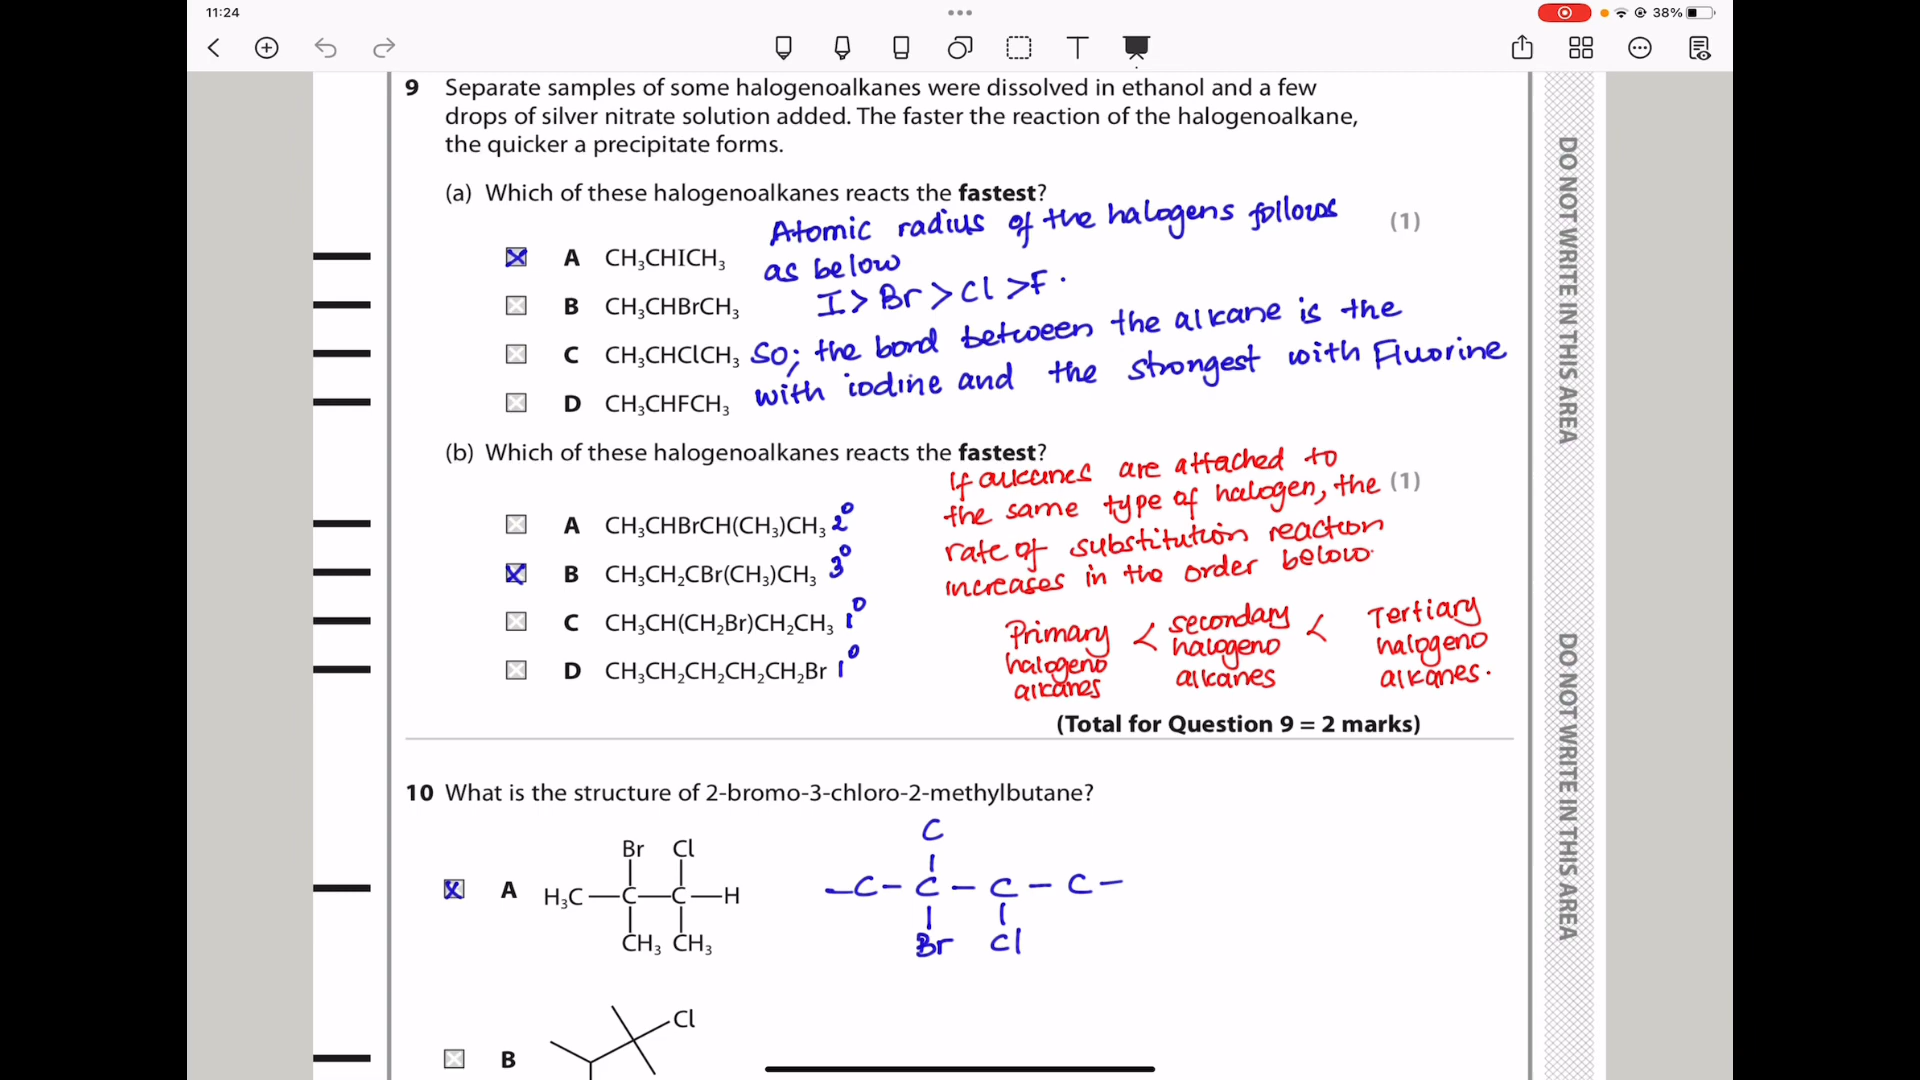 11:24
38%
9 Separate samples of some halogenoalkanes were dissolved in ethanol and a few
drops of silver nitrate solution added. The faster the reaction of the halogenoalkane,
the quicker a precipitate forms.
(a) Which of these halogenoalkanes reacts the fastest?
(1)
Atomic radius of the halogens follows
as below
I > Br > Cl > F.
So; the bond between the alkane is the
with iodine and the strongest with Fluorine
A CH₃CHICH₃
B CH₃CHBrCH₃
C CH₃CHClCH₃
D CH₃CHFCH₃
(b) Which of these halogenoalkanes reacts the fastest?
(1)
If alkanes are attached to
the same type of halogen, the
rate of substitution reaction
increases in the order below.
A CH₃CHBrCH(CH₃)CH₃ 2°
B CH₃CH₂CBr(CH₃)CH₃ 3°
C CH₃CH(CH₂Br)CH₂CH₃ 1°
D CH₃CH₂CH₂CH₂CH₂Br 1°
Primary < secondary < Tertiary
halogeno halogeno halogeno
alkanes alkanes alkanes.
(Total for Question 9 = 2 marks)
10 What is the structure of 2-bromo-3-chloro-2-methylbutane?
Br Cl
A H₃C—C—C—H
CH₃ CH₃
C
–C–C–C–C–
Br Cl
B
Cl
DO NOT WRITE IN THIS AREA
DO NOT WRITE IN THIS AREA